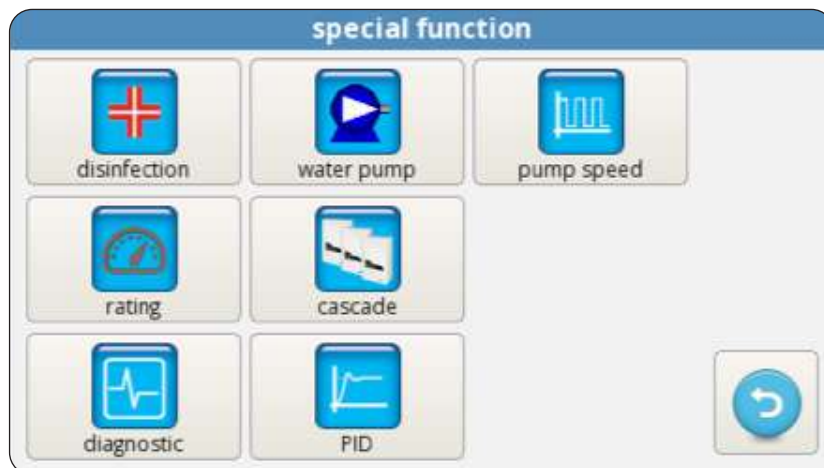 special function
disinfection
water pump
pump speed
rating
cascade
diagnostic
PID